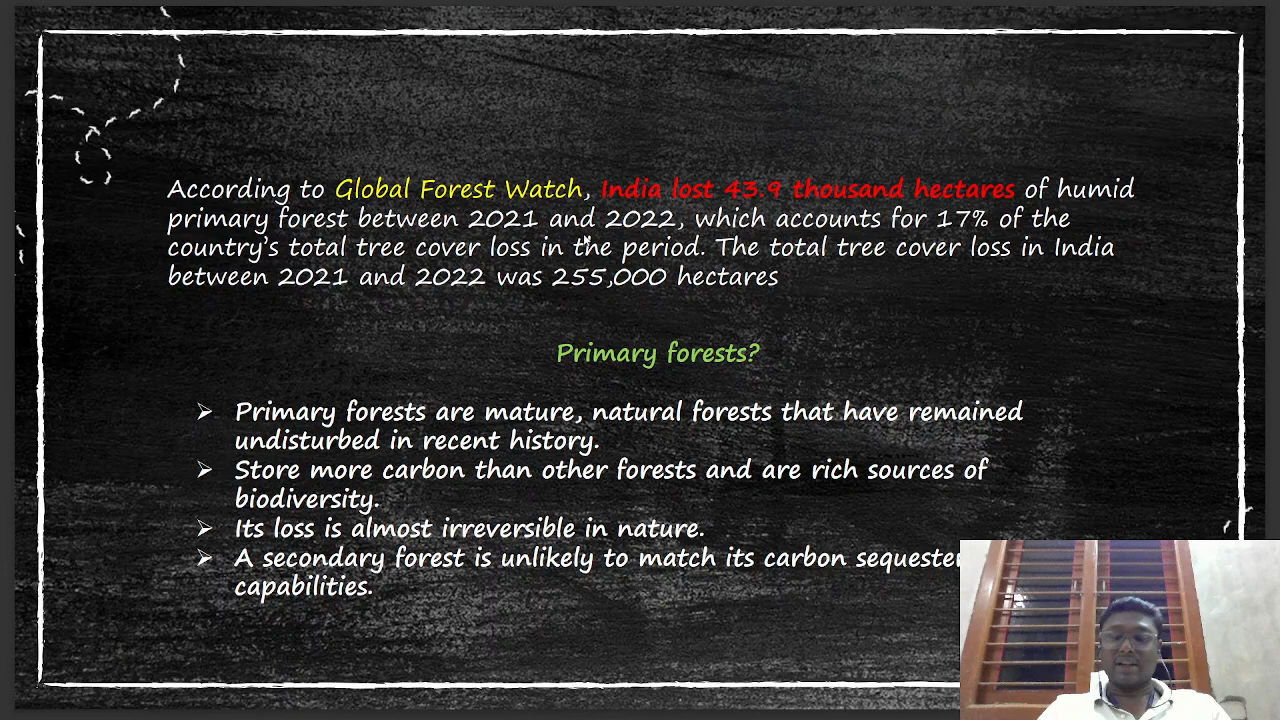 According to Global Forest Watch, India lost 43.9 thousand hectares of humid
primary forest between 2021 and 2022, which accounts for 17% of the
country's total tree cover loss in the period. The total tree cover loss in India
between 2021 and 2022 was 255,000 hectares
Primary forests?
Primary forests are mature, natural forests that have remained
undisturbed in recent history.
Store more carbon than other forests and are rich sources of
biodiversity.
Its loss is almost irreversible in nature.
A secondary forest is unlikely to match its carbon
capabilities.